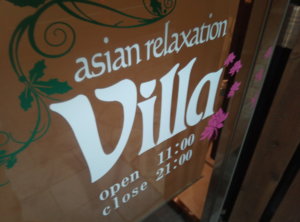 asian relaxation
Villa
open 11:00
close 21:00